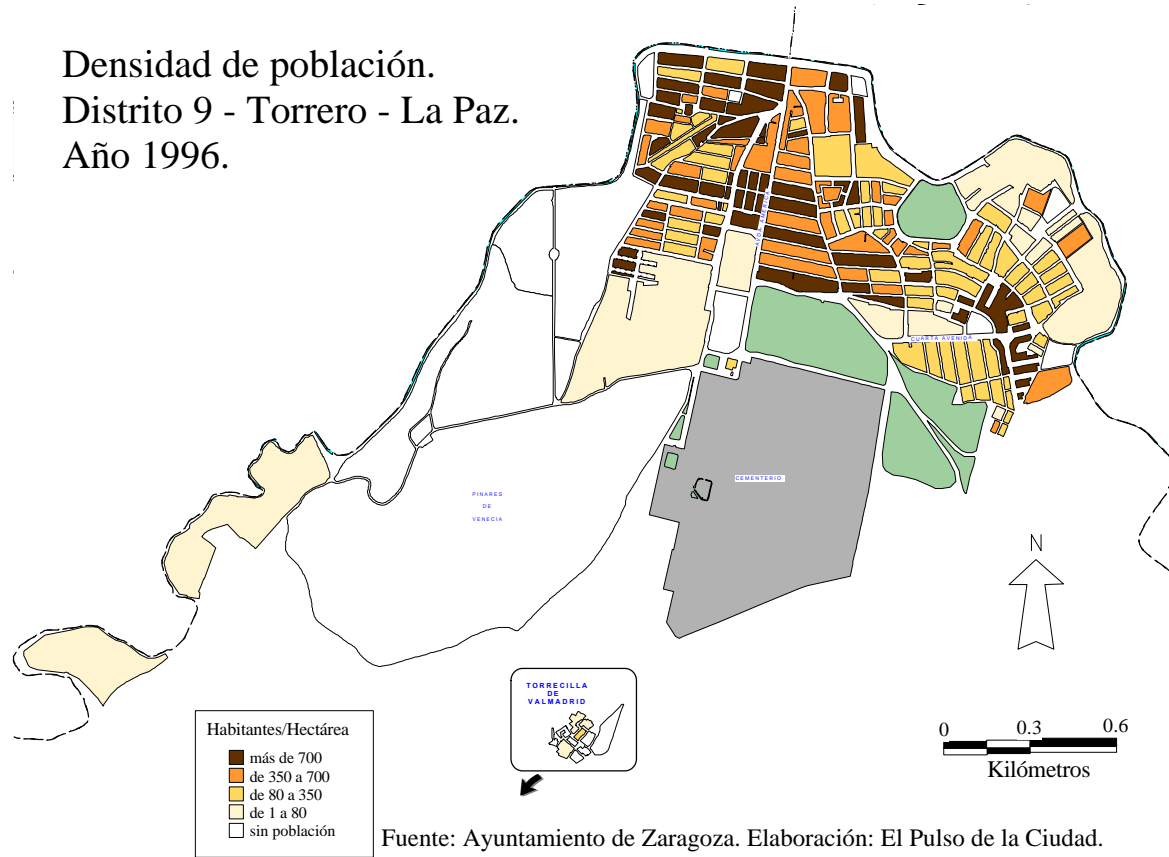 Densidad de población.
Distrito 9 - Torrero - La Paz.
Año 1996.
AVDA. AMERICA
CUARTA AVENIDA
CEMENTERIO
PINARES
DE
VENECIA
N
TORRECILLA
DE
VALMADRID
Habitantes/Hectárea
más de 700
de 350 a 700
de 80 a 350
de 1 a 80
sin población
0 0.3 0.6
Kilómetros
Fuente: Ayuntamiento de Zaragoza. Elaboración: El Pulso de la Ciudad.